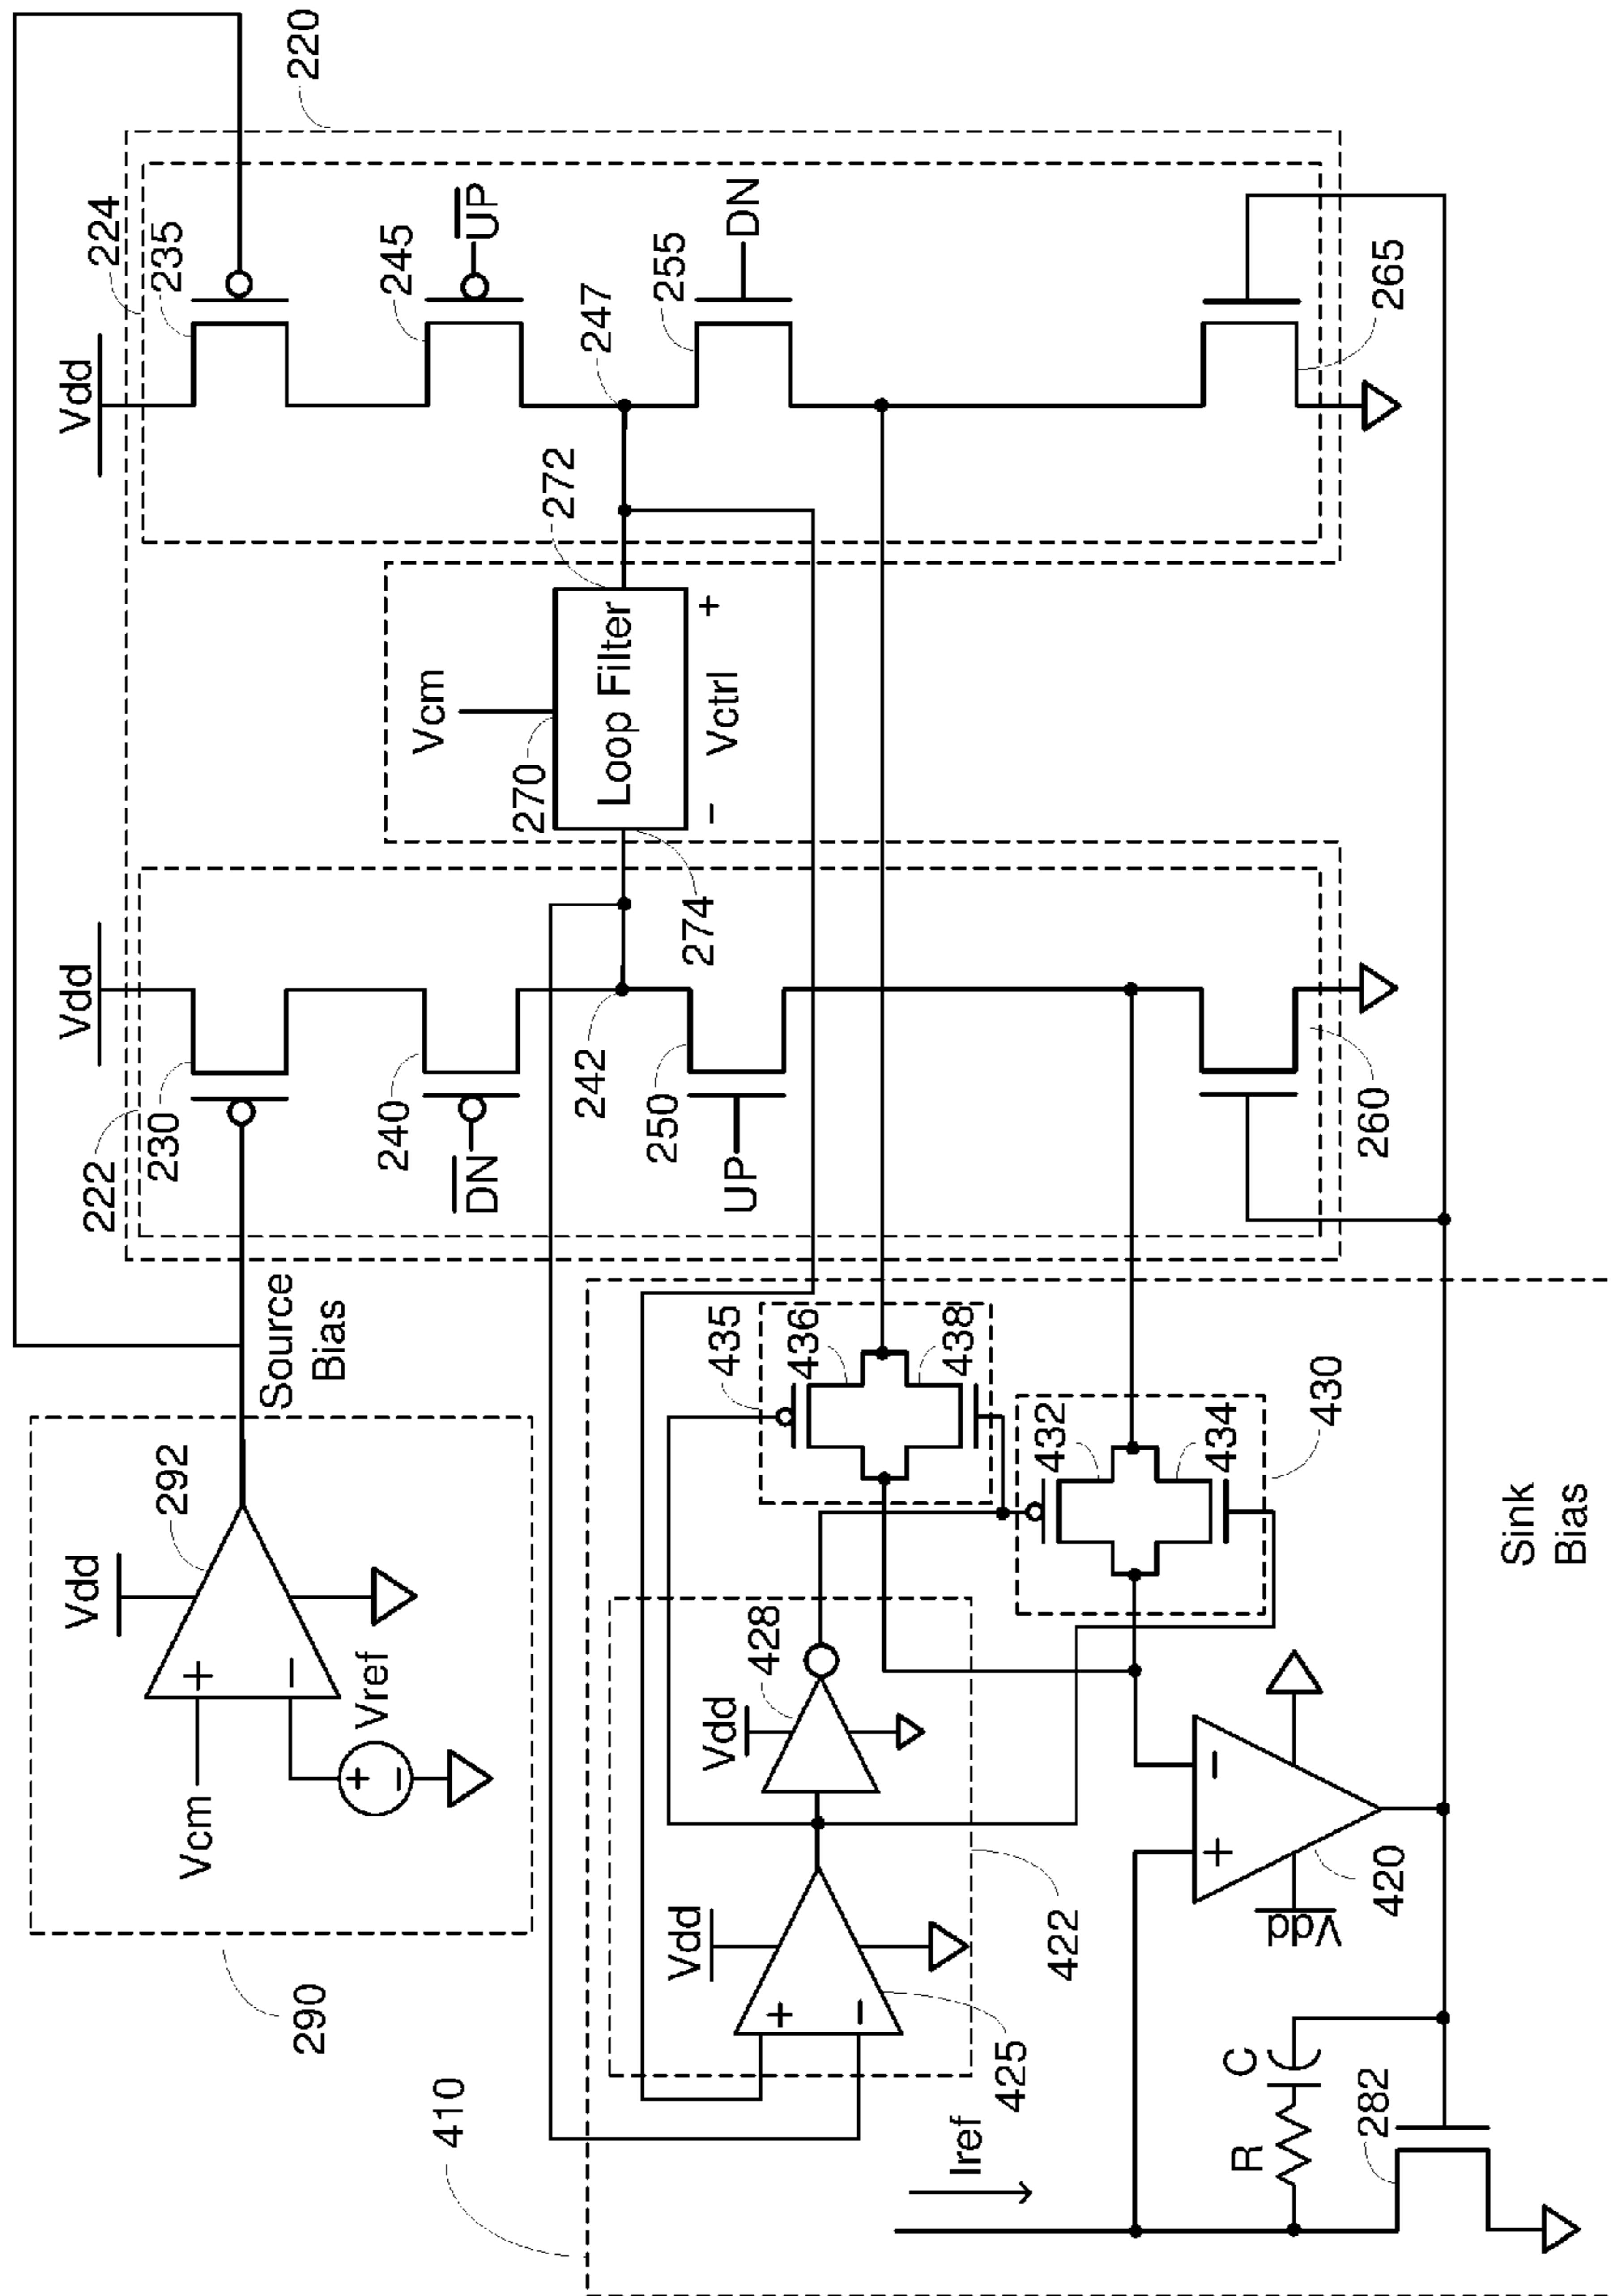 220
224
235
Vdd
245
UP
247
255
DN
265
272
Vcm
270
Loop Filter
- Vctrl +
274
Vdd
222
230
240
DN
242
250
UP
260
Source
Bias
292
Vdd
+
-
Vref
+
-
Vcm
290
435
436
438
432
434
430
428
Vdd
Vdd
+
-
425
422
410
Iref
+
-
Vdd
420
R
C
282
Sink
Bias